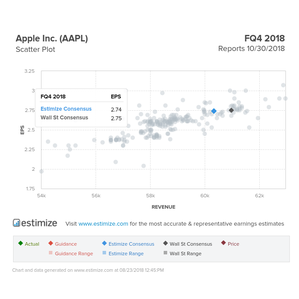 Apple Inc. (AAPL)
FQ4 2018
Scatter Plot
Reports 10/30/2018
3.25
3
2.75
2.5
2.25
2
1.75
EPS
FQ4 2018 EPS
Estimize Consensus 2.74
Wall St Consensus 2.75
54k 56k 58k 60k 62k
REVENUE
estimize
Visit www.estimize.com for the most accurate & representative earnings estimates
Actual Guidance Estimize Consensus Wall St Consensus Price
Guidance Range Estimize Range Wall St Range
Chart and data generated on www.estimize.com at 08/23/2018 12:45 PM